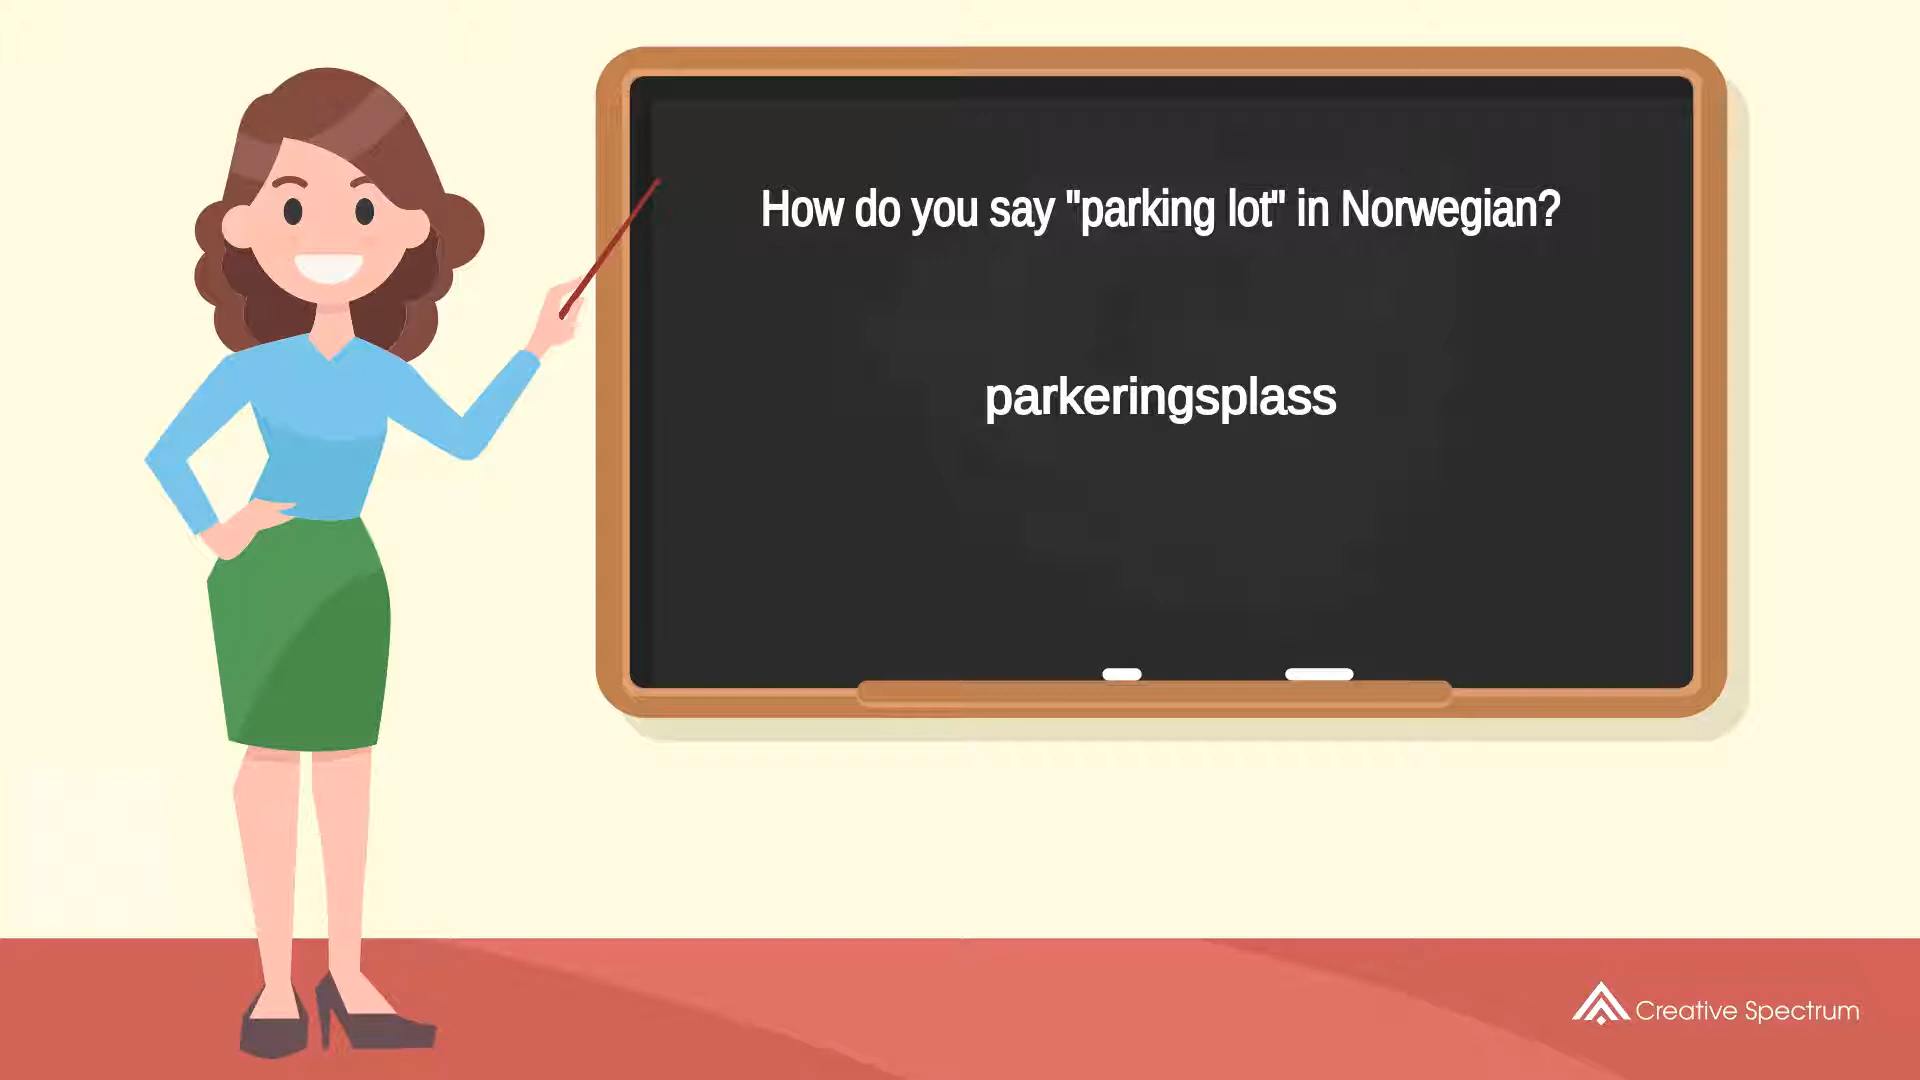 How do you say "parking lot" in Norwegian?
parkeringsplass
Creative Spectrum